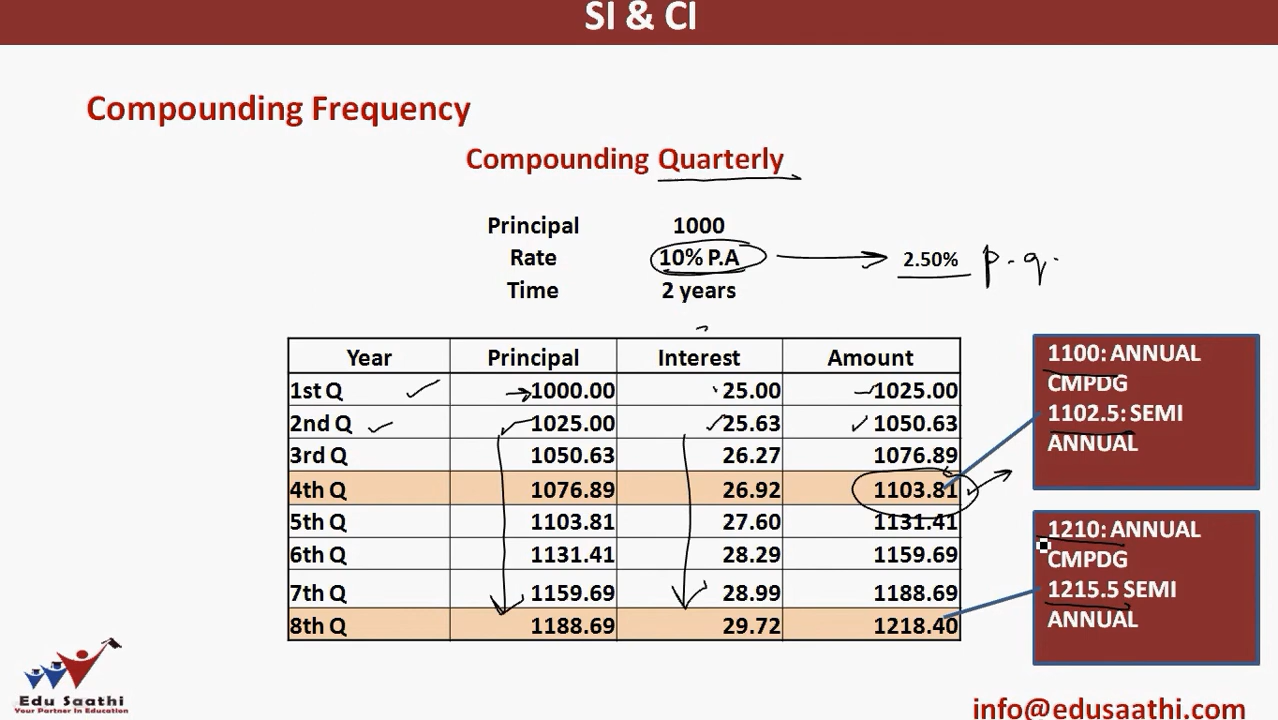 SI & CI
Compounding Frequency
Compounding Quarterly
Principal 1000
Rate 10% P.A 2.50% p.q.
Time 2 years
Year Principal Interest Amount
1st Q 1000.00 25.00 1025.00
2nd Q 1025.00 25.63 1050.63
3rd Q 1050.63 26.27 1076.89
4th Q 1076.89 26.92 1103.81
5th Q 1103.81 27.60 1131.41
6th Q 1131.41 28.29 1159.69
7th Q 1159.69 28.99 1188.69
8th Q 1188.69 29.72 1218.40
1100: ANNUAL
CMPDG
1102.5: SEMI
ANNUAL
1210: ANNUAL
CMPDG
1215.5 SEMI
ANNUAL
Edu Saathi
Your Partner in Education
info@edusaathi.com